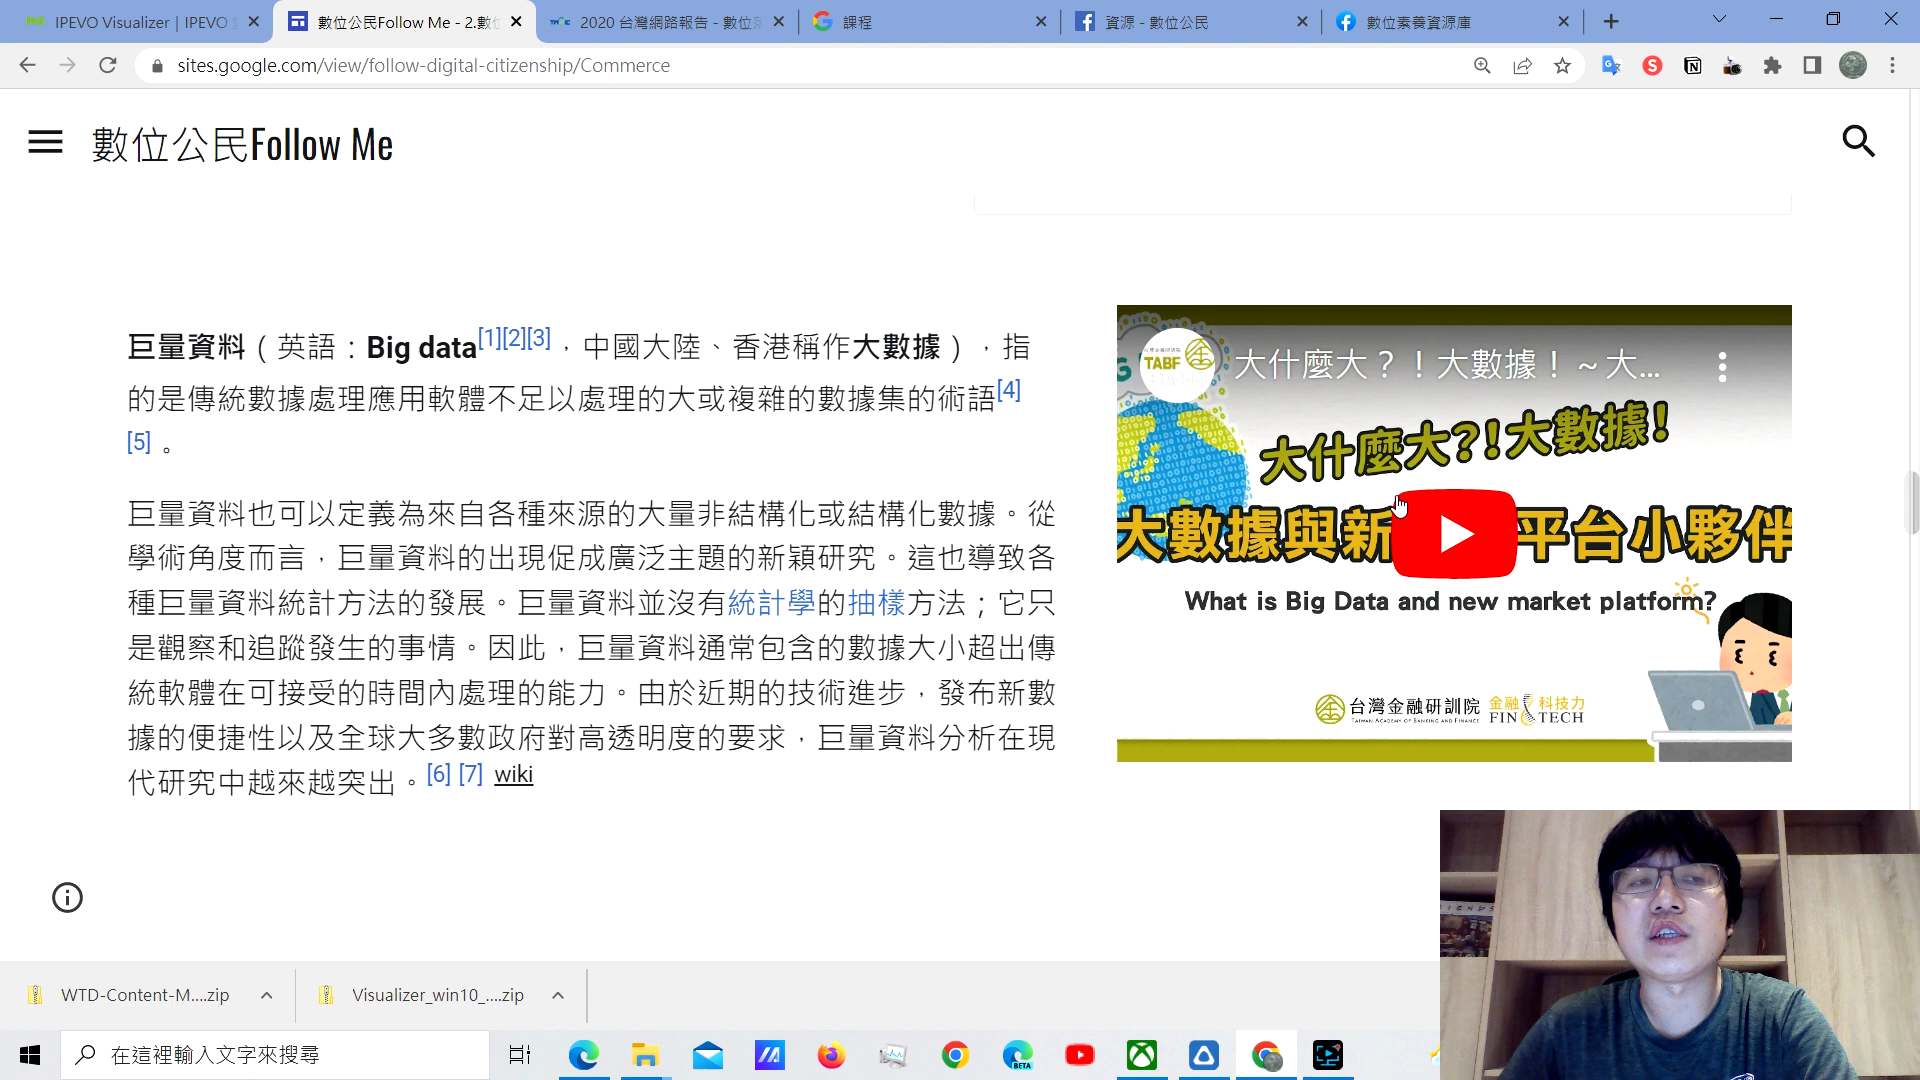 IPEVO Visualizer | IPEVO
數位公民Follow Me - 2.數位
2020 台灣網路報告 - 數位
課程
資源 - 數位公民
數位素養資源庫
sites.google.com/view/follow-digital-citizenship/Commerce
數位公民Follow Me
巨量資料（英語：Big data[1][2][3]，中國大陸、香港稱作大數據），指
的是傳統數據處理應用軟體不足以處理的大或複雜的數據集的術語[4]
[5]。
巨量資料也可以定義為來自各種來源的大量非結構化或結構化數據。從
學術角度而言，巨量資料的出現促成廣泛主題的新穎研究。這也導致各
種巨量資料統計方法的發展。巨量資料並沒有統計學的抽樣方法；它只
是觀察和追蹤發生的事情。因此，巨量資料通常包含的數據大小超出傳
統軟體在可接受的時間內處理的能力。由於近期的技術進步，發布新數
據的便捷性以及全球大多數政府對高透明度的要求，巨量資料分析在現
代研究中越來越突出。[6] [7] wiki
TABF
大什麼大？！大數據！～大...
大什麼大?!大數據!
大數據與新 平台小夥伴
What is Big Data and new market platform?
台灣金融研訓院
TAIWAN ACADEMY OF BANKING AND FINANCE
金融 科技力
FINTECH
WTD-Content-M....zip
Visualizer_win10_....zip
在這裡輸入文字來搜尋
BETA